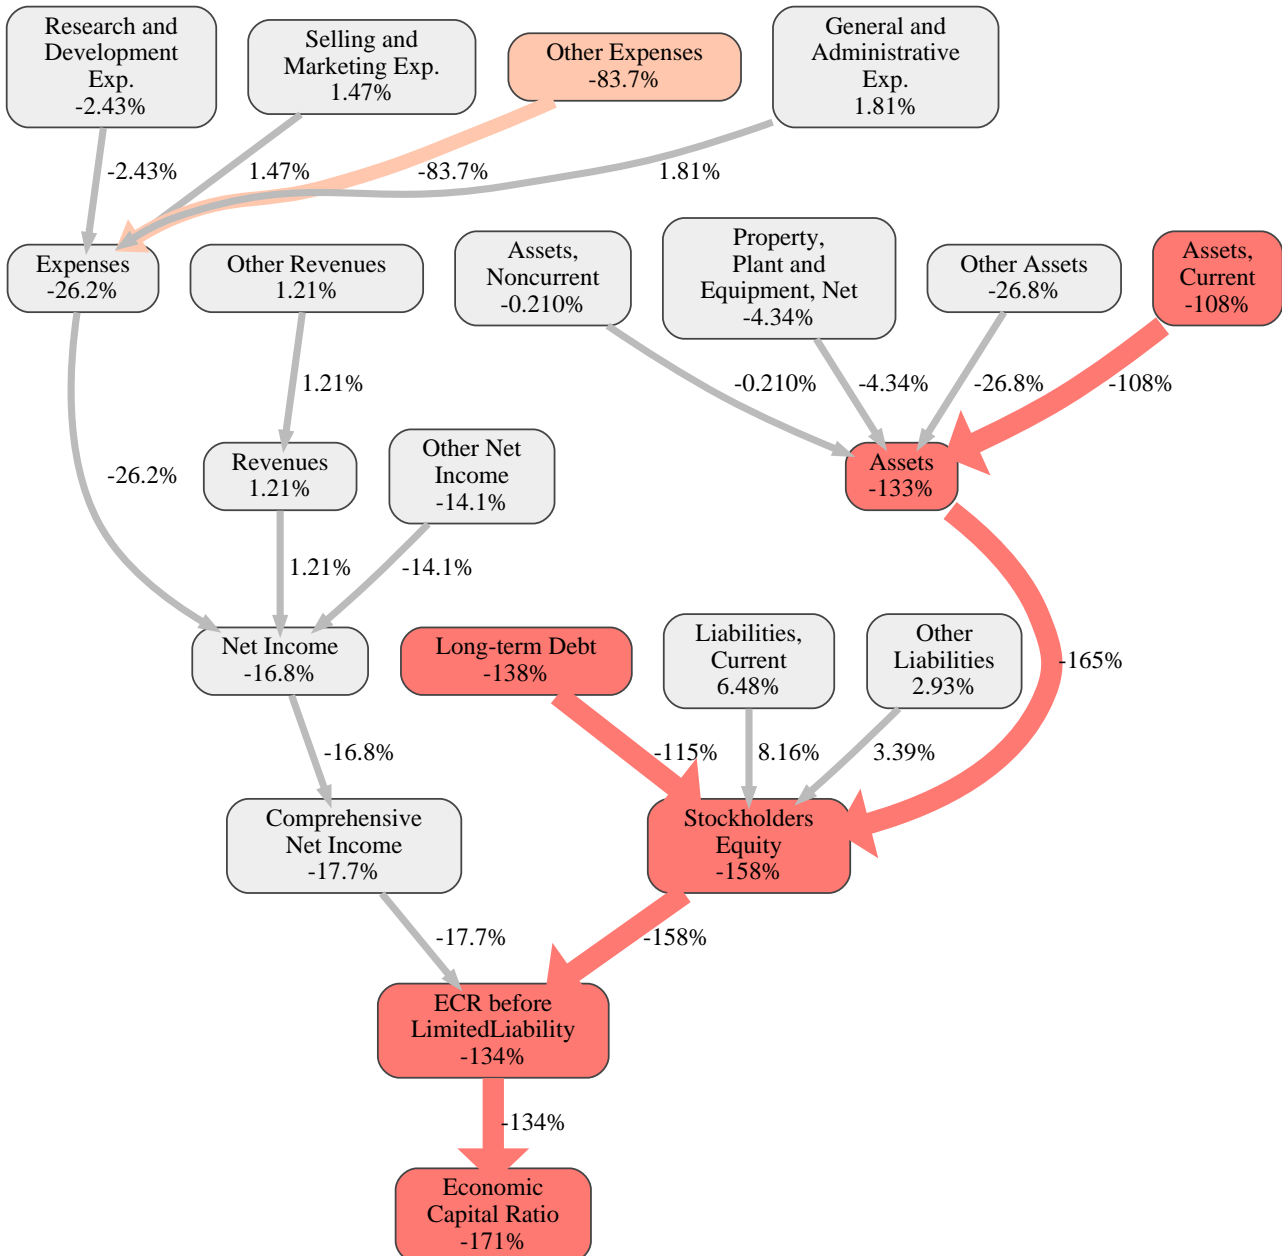 Research and
Development
Exp.
-2.43%
Selling and
Marketing Exp.
1.47%
Other Expenses
-83.7%
General and
Administrative
Exp.
1.81%
-2.43%
1.47%
-83.7%
1.81%
Expenses
-26.2%
Other Revenues
1.21%
Assets,
Noncurrent
-0.210%
Property,
Plant and
Equipment, Net
-4.34%
Other Assets
-26.8%
Assets,
Current
-108%
1.21%
-0.210%
-4.34%
-26.8%
-108%
-26.2%
Revenues
1.21%
Other Net
Income
-14.1%
Assets
-133%
1.21%
-14.1%
Net Income
-16.8%
Long-term Debt
-138%
Liabilities,
Current
6.48%
Other
Liabilities
2.93%
-165%
-16.8%
-115%
8.16%
3.39%
Comprehensive
Net Income
-17.7%
Stockholders
Equity
-158%
-17.7%
-158%
ECR before
LimitedLiability
-134%
-134%
Economic
Capital Ratio
-171%